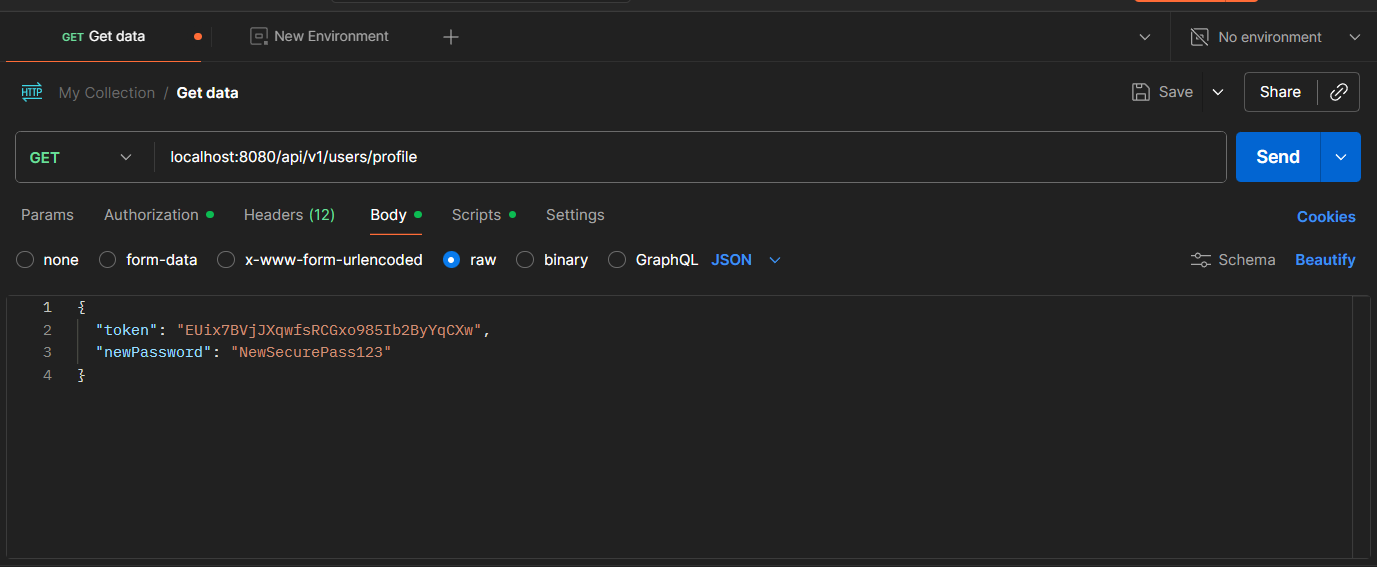 GET Get data New Environment No environment
HTTP My Collection / Get data Save Share
GET localhost:8080/api/v1/users/profile Send
Params Authorization Headers (12) Body Scripts Settings Cookies
none form-data x-www-form-urlencoded raw binary GraphQL JSON Schema Beautify
1 {
2 "token": "EUix7BVjJXqwfsRCGxo985Ib2ByYqCXw",
3 "newPassword": "NewSecurePass123"
4 }